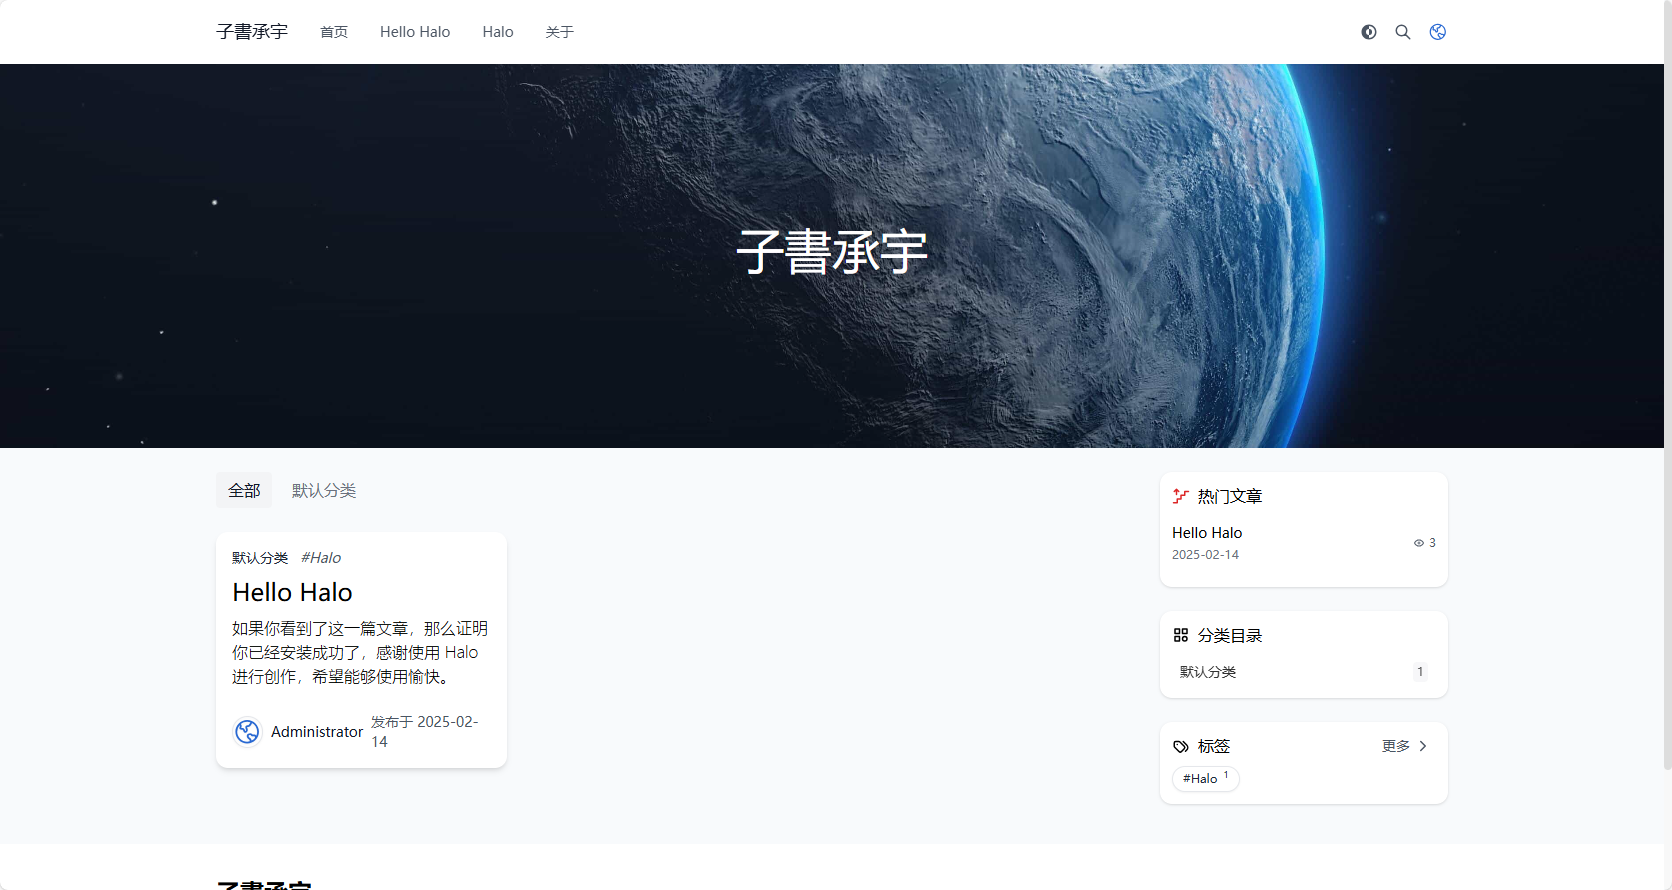 子書承宇 首页 Hello Halo Halo 关于
子書承宇
全部 默认分类
默认分类 #Halo
Hello Halo
如果你看到了这一篇文章，那么证明
你已经安装成功了，感谢使用 Halo
进行创作，希望能够使用愉快。
Administrator 发布于 2025-02-
14
热门文章
Hello Halo
2025-02-14
3
分类目录
默认分类 1
标签 更多
#Halo 1
子書承宇